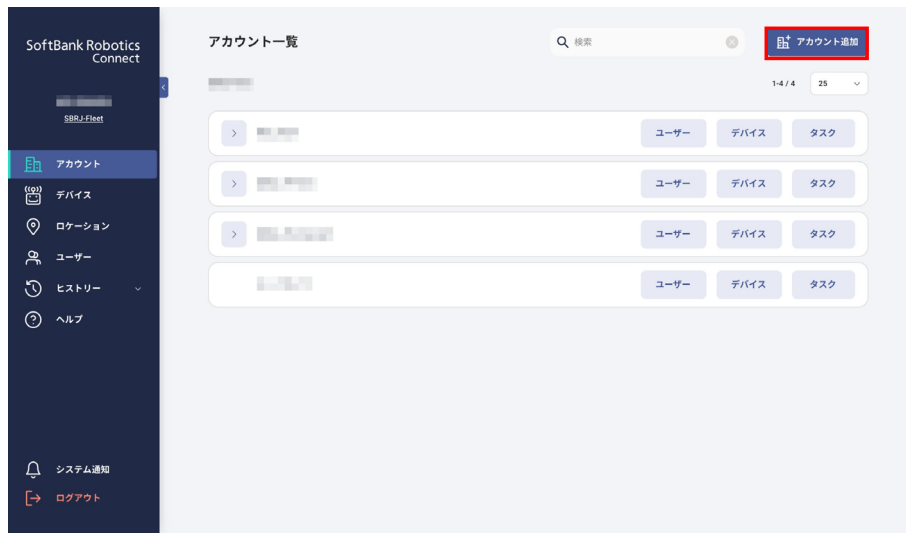 SoftBank Robotics
Connect
SBRJ-Fleet
アカウント
デバイス
ロケーション
ユーザー
ヒストリー
ヘルプ
システム通知
ログアウト
アカウント一覧
検索
アカウント追加
1-4 / 4
25
ユーザー デバイス タスク
ユーザー デバイス タスク
ユーザー デバイス タスク
ユーザー デバイス タスク